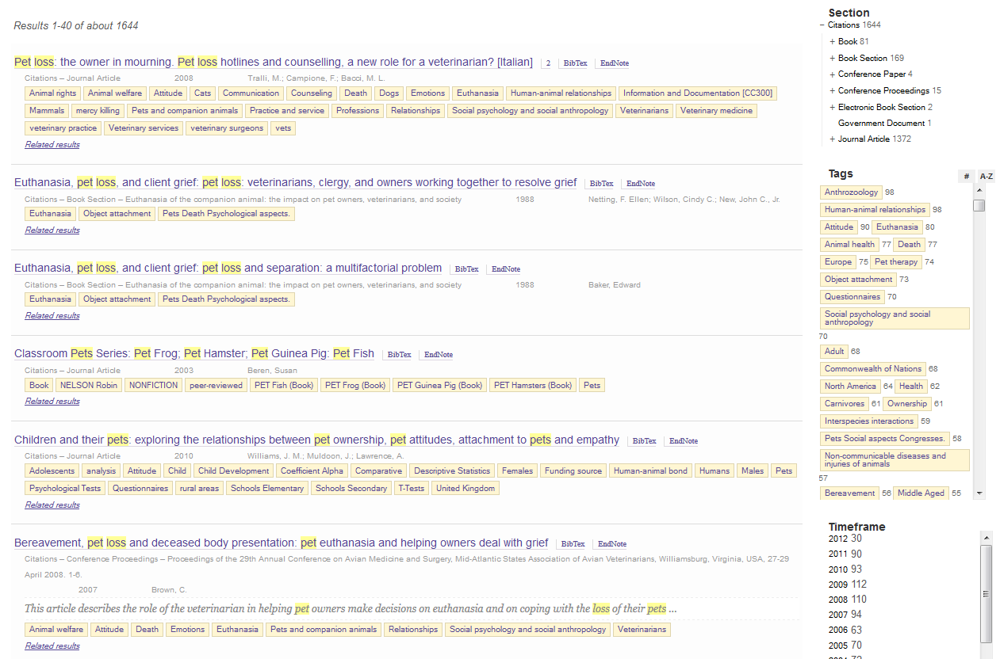 Results 1-40 of about 1644
Pet loss: the owner in mourning. Pet loss hotlines and counselling, a new role for a veterinarian? [Italian] 2 BibTex EndNote
Citations – Journal Article 2008 Tralli, M.; Campione, F.; Bacci, M. L.
Animal rights Animal welfare Attitude Cats Communication Counseling Death Dogs Emotions Euthanasia Human-animal relationships Information and Documentation [CC300]
Mammals mercy killing Pets and companion animals Practice and service Professions Relationships Social psychology and social anthropology Veterinarians Veterinary medicine
veterinary practice Veterinary services veterinary surgeons vets
Related results
Euthanasia, pet loss, and client grief: pet loss: veterinarians, clergy, and owners working together to resolve grief BibTex EndNote
Citations – Book Section – Euthanasia of the companion animal: the impact on pet owners, veterinarians, and society 1988 Netting, F. Ellen; Wilson, Cindy C.; New, John C., Jr.
Euthanasia Object attachment Pets Death Psychological aspects.
Related results
Euthanasia, pet loss, and client grief: pet loss and separation: a multifactorial problem BibTex EndNote
Citations – Book Section – Euthanasia of the companion animal: the impact on pet owners, veterinarians, and society 1988 Baker, Edward
Euthanasia Object attachment Pets Death Psychological aspects.
Related results
Classroom Pets Series: Pet Frog; Pet Hamster; Pet Guinea Pig: Pet Fish BibTex EndNote
Citations – Journal Article 2003 Beren, Susan
Book NELSON Robin NONFICTION peer-reviewed PET Fish (Book) PET Frog (Book) PET Guinea Pig (Book) PET Hamsters (Book) Pets
Related results
Children and their pets: exploring the relationships between pet ownership, pet attitudes, attachment to pets and empathy BibTex EndNote
Citations – Journal Article 2010 Williams, J. M.; Muldoon, J.; Lawrence, A.
Adolescents analysis Attitude Child Child Development Coefficient Alpha Comparative Descriptive Statistics Females Funding source Human-animal bond Humans Males Pets
Psychological Tests Questionnaires rural areas Schools Elementary Schools Secondary T-Tests United Kingdom
Related results
Bereavement, pet loss and deceased body presentation: pet euthanasia and helping owners deal with grief BibTex EndNote
Citations – Conference Proceedings – Proceedings of the 29th Annual Conference on Avian Medicine and Surgery, Mid-Atlantic States Association of Avian Veterinarians, Williamsburg, Virginia, USA, 27-29
April 2008. 1-6.
2007 Brown, C.
This article describes the role of the veterinarian in helping pet owners make decisions on euthanasia and on coping with the loss of their pets ...
Animal welfare Attitude Death Emotions Euthanasia Pets and companion animals Relationships Social psychology and social anthropology Veterinarians
Related results
Section
− Citations 1644
+ Book 81
+ Book Section 169
+ Conference Paper 4
+ Conference Proceedings 15
+ Electronic Book Section 2
Government Document 1
+ Journal Article 1372
Tags # A-Z
Anthrozoology 98
Human-animal relationships 98
Attitude 90 Euthanasia 80
Animal health 77 Death 77
Europe 75 Pet therapy 74
Object attachment 73
Questionnaires 70
Social psychology and social
anthropology
70
Adult 68
Commonwealth of Nations 68
North America 64 Health 62
Carnivores 61 Ownership 61
Interspecies interactions 59
Pets Social aspects Congresses. 58
Non-communicable diseases and
injuries of animals
57
Bereavement 56 Middle Aged 55
Timeframe
2012 30
2011 90
2010 93
2009 112
2008 110
2007 94
2006 63
2005 70